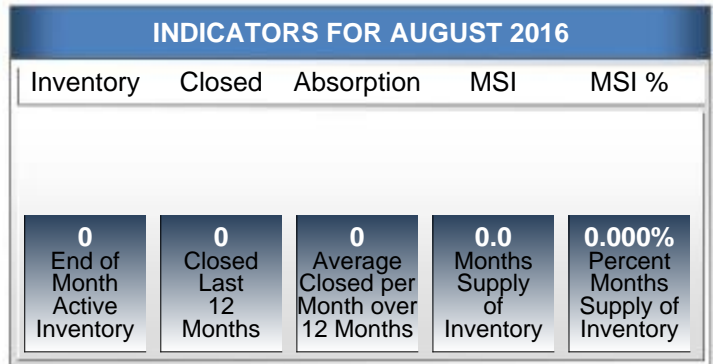 INDICATORS FOR AUGUST 2016
Inventory Closed Absorption MSI MSI %
0
End of
Month
Active
Inventory
0
Closed
Last
12
Months
0
Average
Closed per
Month over
12 Months
0.0
Months
Supply
of
Inventory
0.000%
Percent
Months
Supply of
Inventory